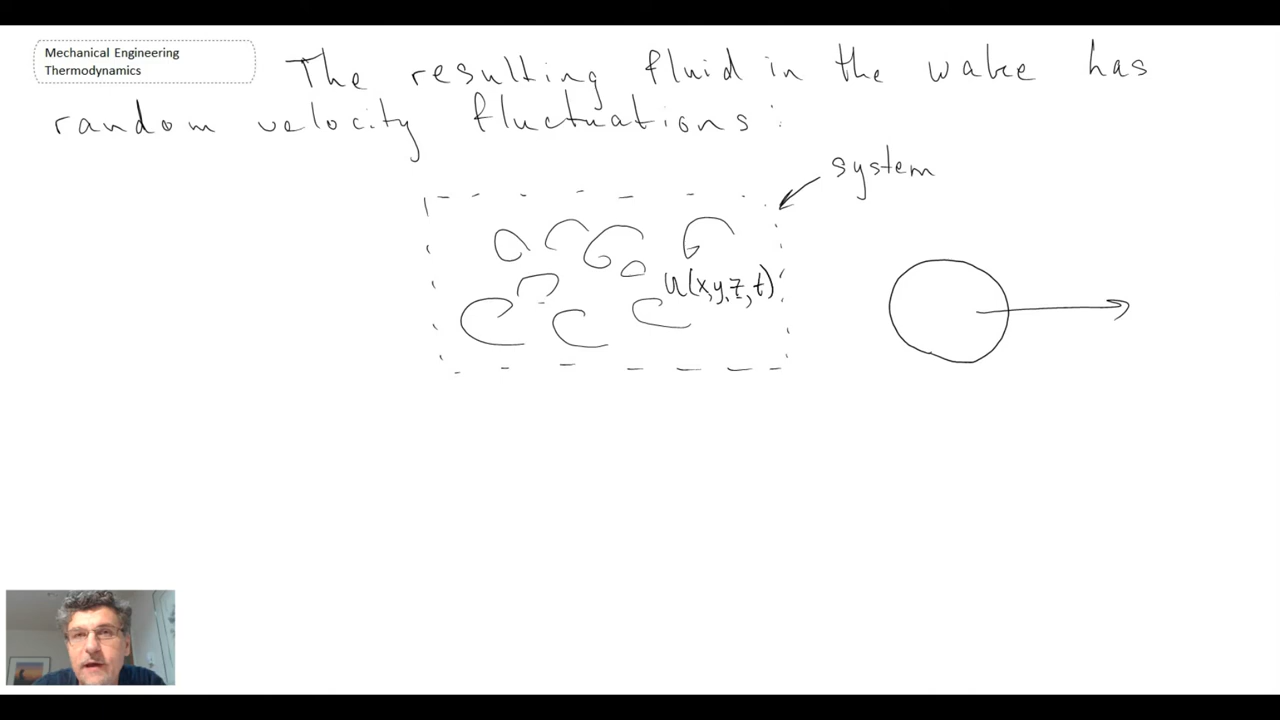 Mechanical Engineering
Thermodynamics
The resulting fluid in the wake has
random velocity fluctuations:
system
u(x,y,z,t)